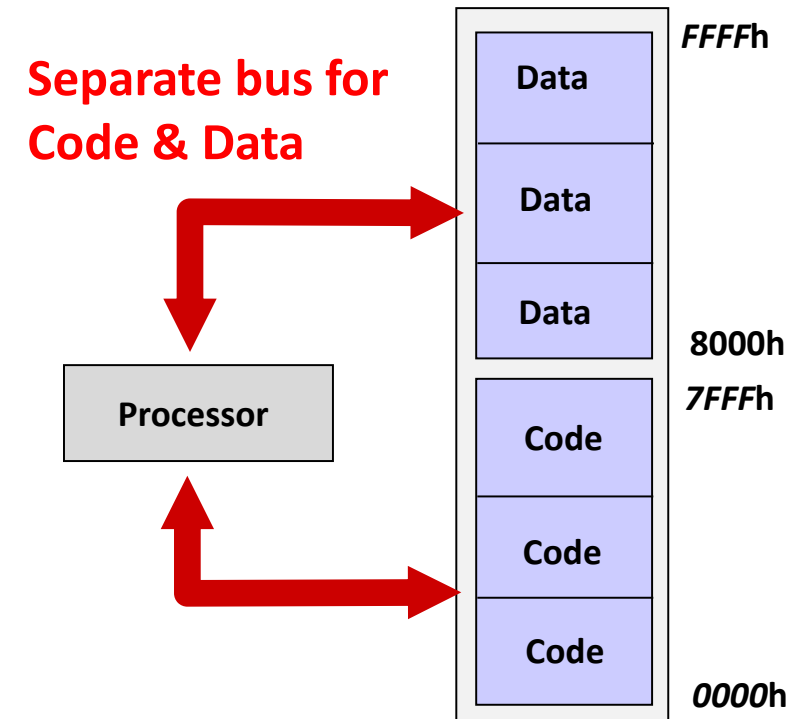 Separate bus for
Code & Data
FFFFh
Data
Data
Data
8000h
7FFFh
Processor
Code
Code
Code
0000h